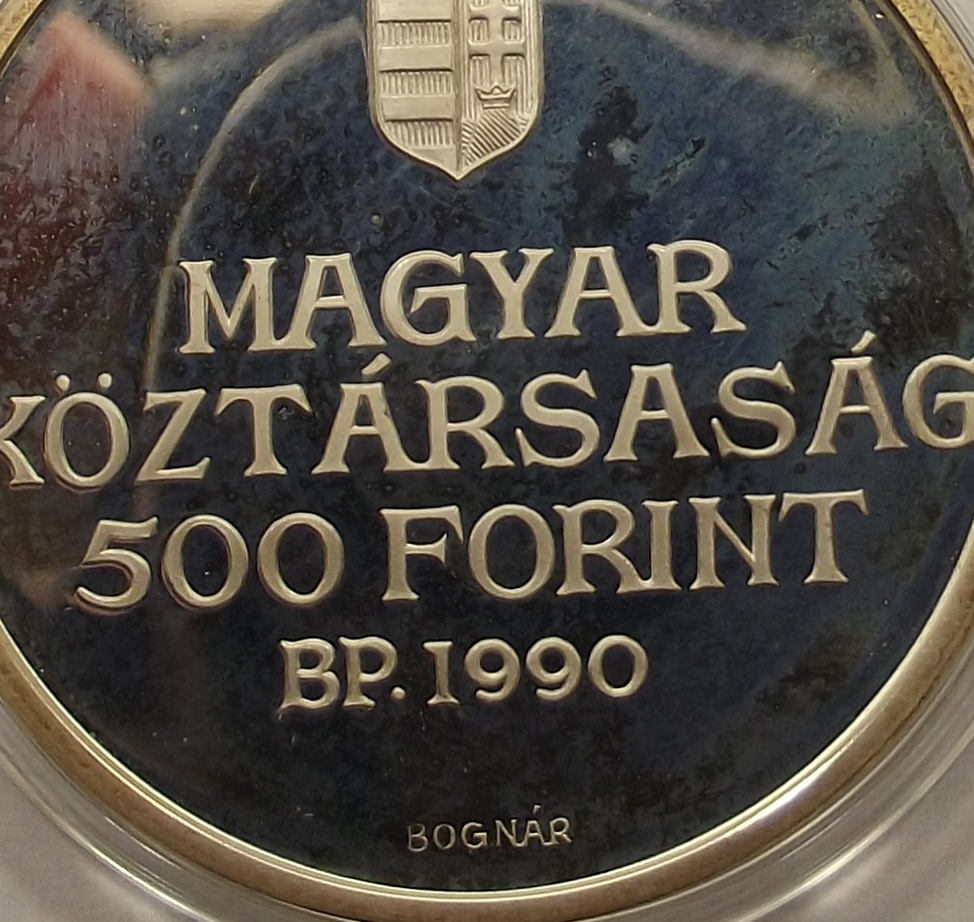 MAGYAR
KÖZTÁRSASÁG
500 FORINT
BP. 1990
BOGNÁR